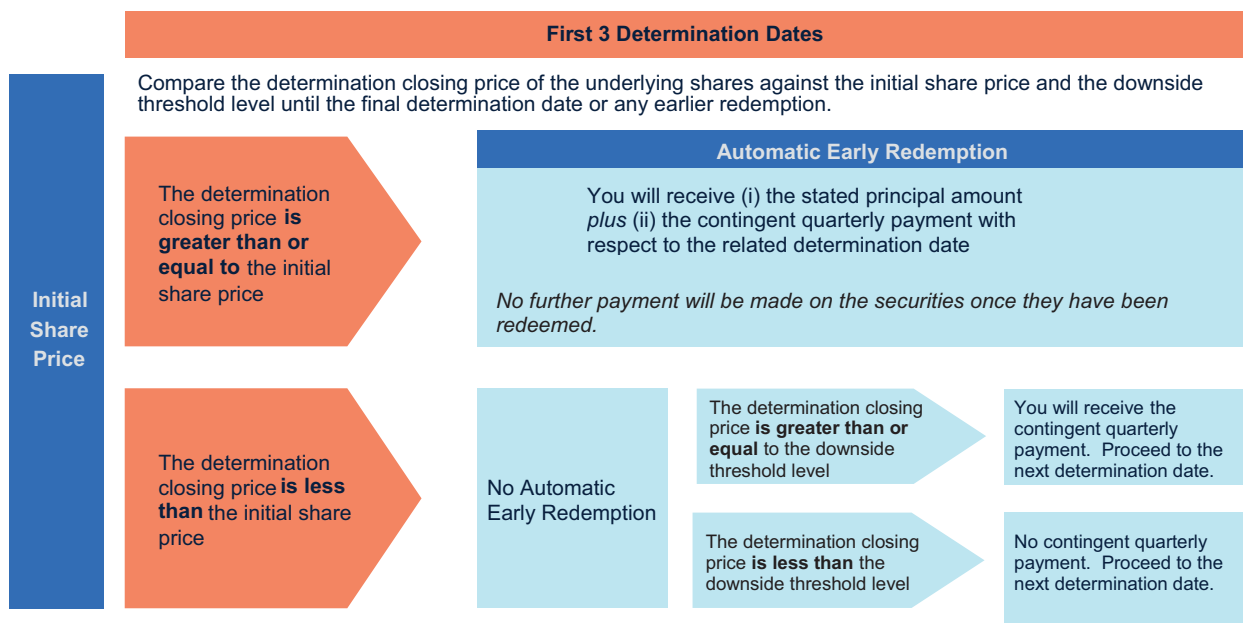 First 3 Determination Dates
Compare the determination closing price of the underlying shares against the initial share price and the downside
threshold level until the final determination date or any earlier redemption.
Initial
Share
Price
The determination
closing price is
greater than or
equal to the initial
share price
Automatic Early Redemption
You will receive (i) the stated principal amount
plus (ii) the contingent quarterly payment with
respect to the related determination date
No further payment will be made on the securities once they have been
redeemed.
The determination
closing price is less
than the initial share
price
No Automatic
Early Redemption
The determination closing
price is greater than or
equal to the downside
threshold level
You will receive the
contingent quarterly
payment. Proceed to the
next determination date.
The determination closing
price is less than the
downside threshold level
No contingent quarterly
payment. Proceed to the
next determination date.